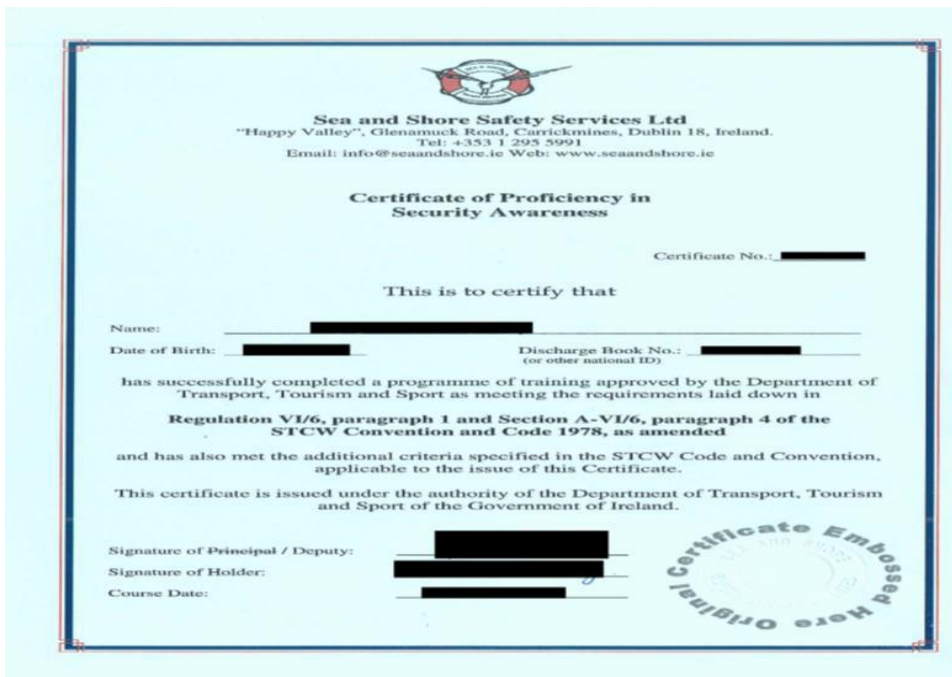 Sea and Shore Safety Services Ltd
"Happy Valley", Glenamuck Road, Carrickmines, Dublin 18, Ireland.
Tel: +353 1 295 5991
Email: info@seaandshore.ie Web: www.seaandshore.ie
Certificate of Proficiency in
Security Awareness
Certificate No.:
This is to certify that
Name:
Date of Birth:
Discharge Book No.:
(or other national ID)
has successfully completed a programme of training approved by the Department of
Transport, Tourism and Sport as meeting the requirements laid down in
Regulation VI/6, paragraph 1 and Section A-VI/6, paragraph 4 of the
STCW Convention and Code 1978, as amended
and has also met the additional criteria specified in the STCW Code and Convention,
applicable to the issue of this Certificate.
This certificate is issued under the authority of the Department of Transport, Tourism
and Sport of the Government of Ireland.
Signature of Principal / Deputy:
Signature of Holder:
Course Date:
Original Certificate Embossed Here